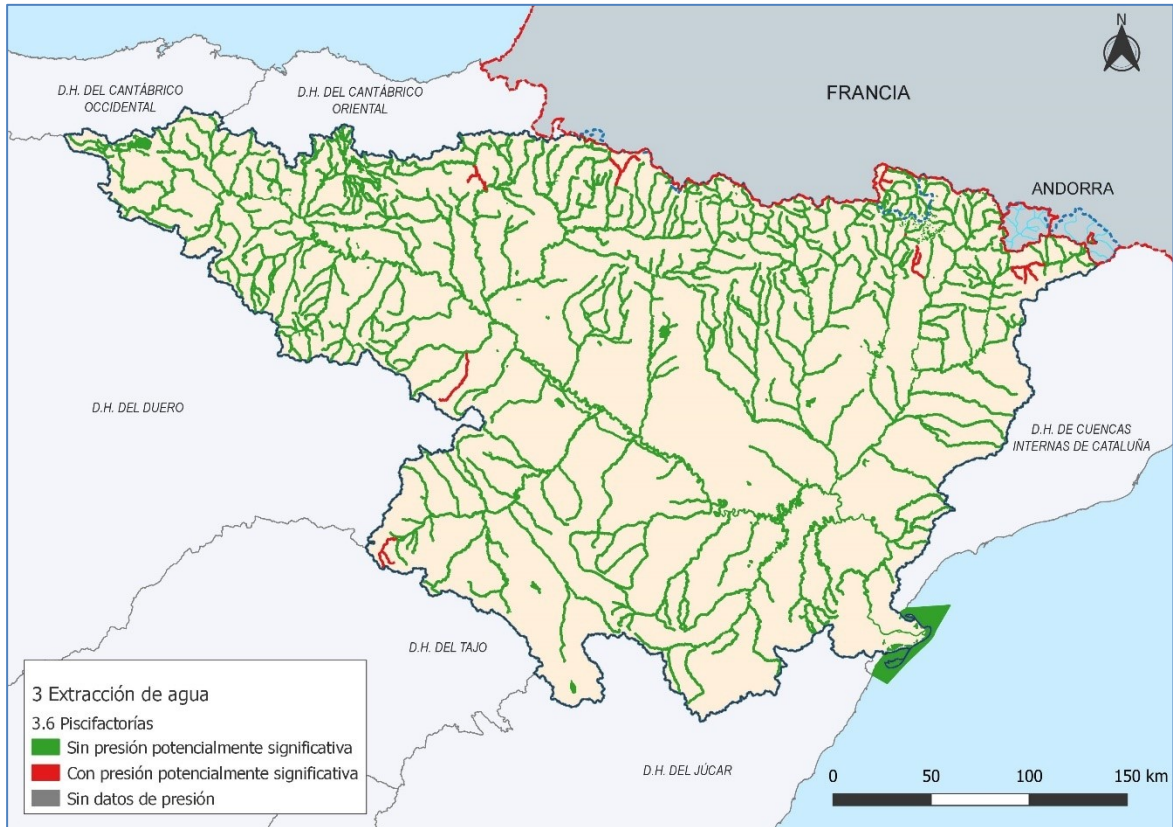 N
D.H. DEL CANTÁBRICO
OCCIDENTAL
D.H. DEL CANTÁBRICO
ORIENTAL
FRANCIA
ANDORRA
D.H. DEL DUERO
D.H. DE CUENCAS
INTERNAS DE CATALUÑA
D.H. DEL TAJO
D.H. DEL JÚCAR
3 Extracción de agua
3.6 Piscifactorías
Sin presión potencialmente significativa
Con presión potencialmente significativa
Sin datos de presión
0 50 100 150 km